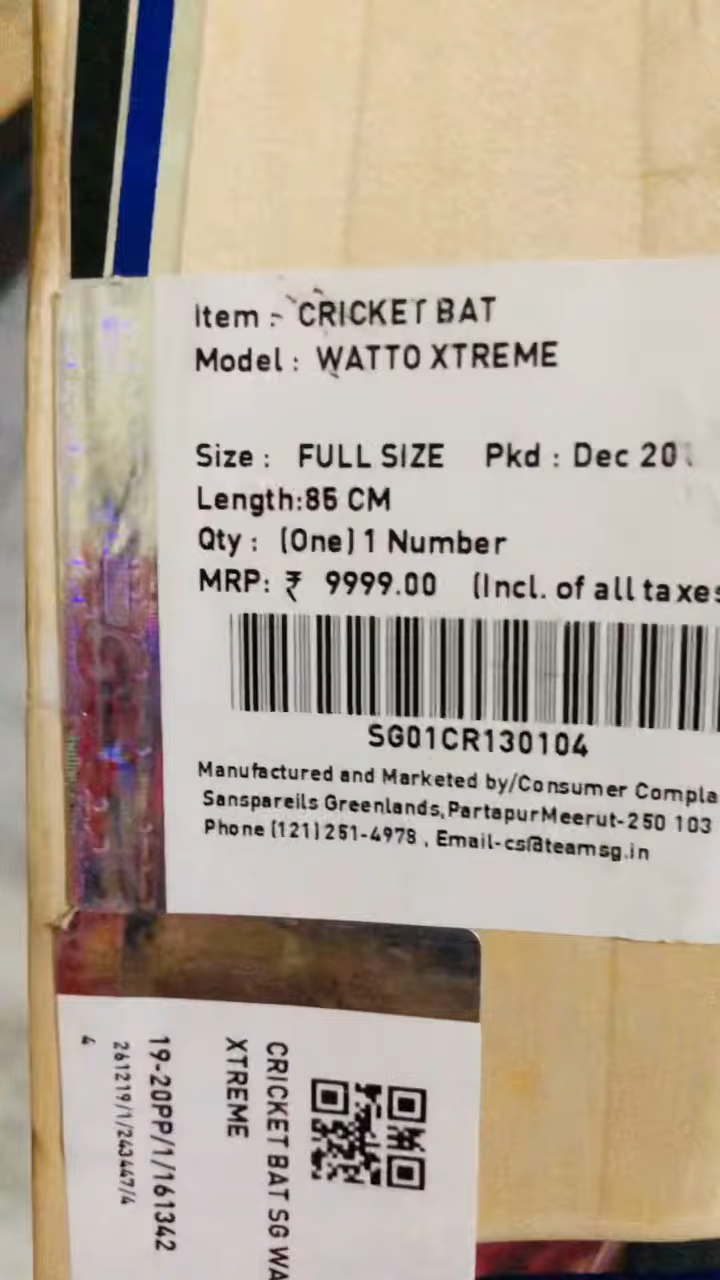 Item :- CRICKET BAT
Model : WATTO XTREME
Size : FULL SIZE Pkd : Dec 20
Length:85 CM
Qty : (One) 1 Number
MRP: ₹ 9999.00 (Incl. of all taxes
SG01CR130104
Manufactured and Marketed by/Consumer Compla
Sanspareils Greenlands, Partapur Meerut-250 103
Phone (121) 251-4978 , Email-cs@teamsg.in
CRICKET BAT SG WA
XTREME
19-20PP/1/161342
261219/1/243447/4
4